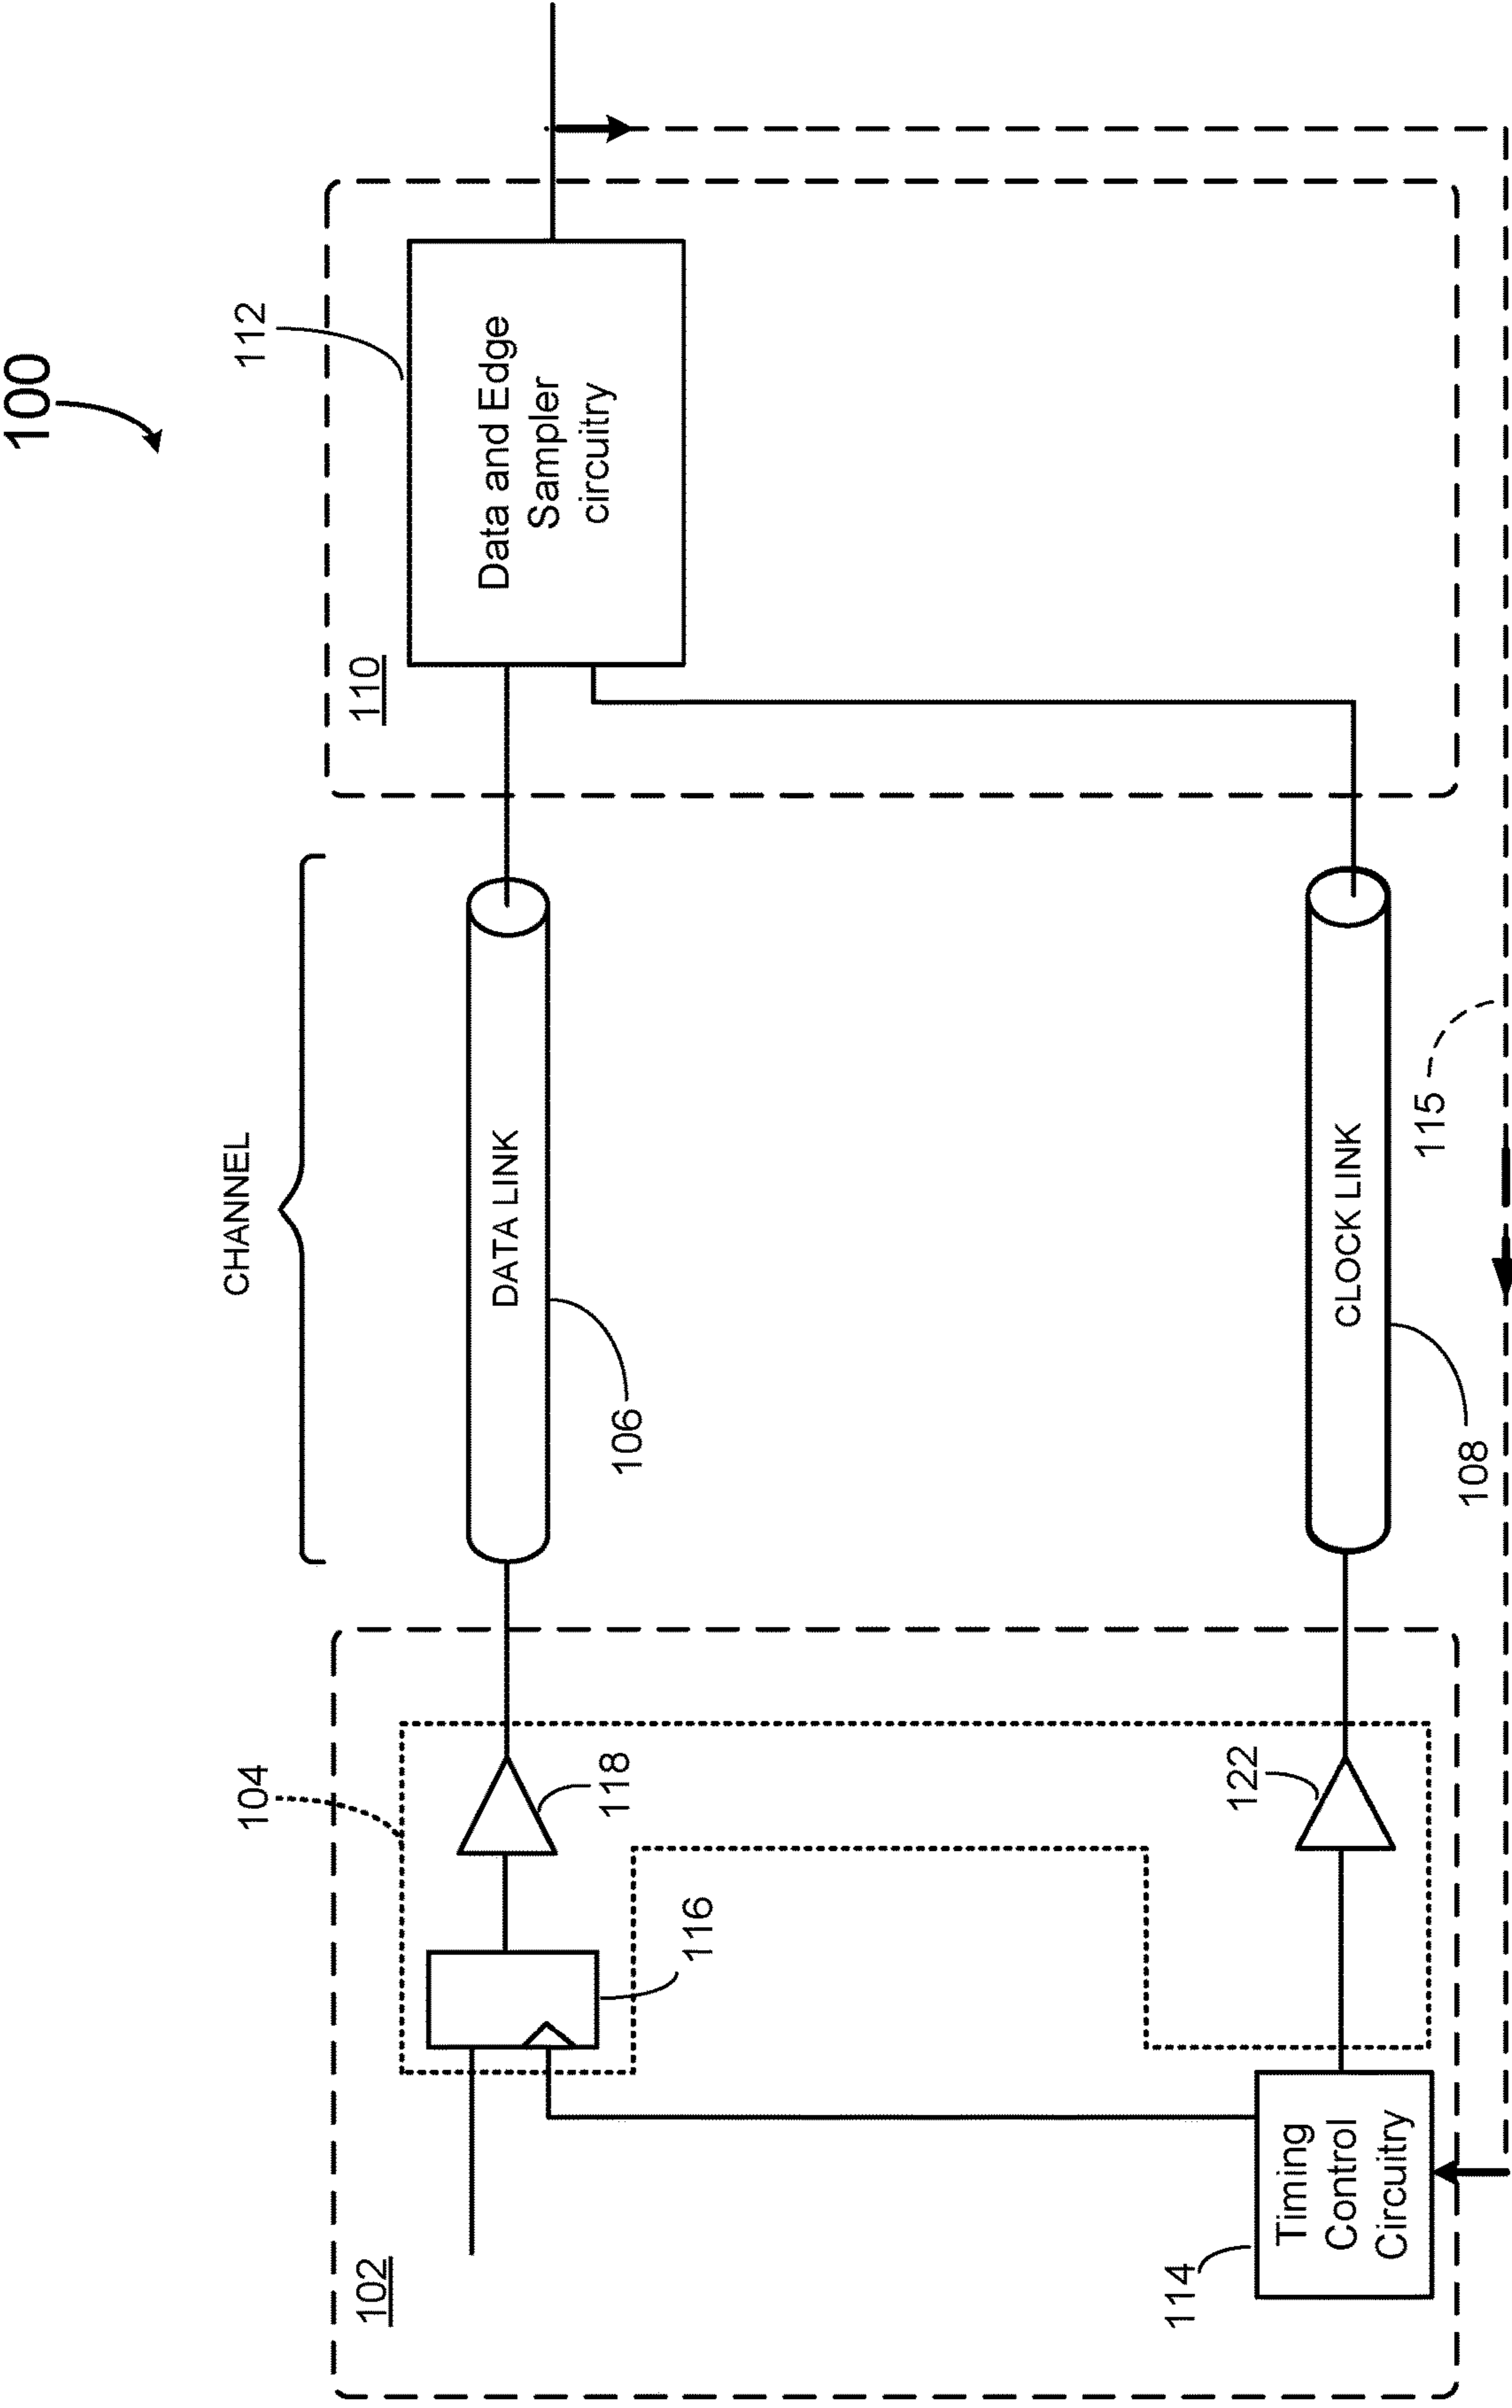 100
CHANNEL
104
112
102
110
118
116
DATA LINK
106
Data and Edge
Sampler
circuitry
114
Timing
Control
Circuitry
122
CLOCK LINK
108
115